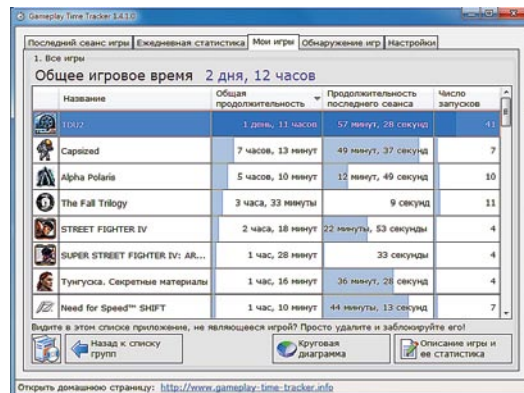 Gameplay Time Tracker 1.4.1.0
Последний сеанс игры Ежедневная статистика Мои игры Обнаружение игр Настройки
1. Все игры
Общее игровое время 2 дня, 12 часов
Название Общая продолжительность Продолжительность последнего сеанса Число запусков
TDU2 1 день, 11 часов 57 минут, 28 секунд 41
Capsized 7 часов, 13 минут 49 минут, 37 секунд 7
Alpha Polaris 5 часов, 10 минут 12 минут, 49 секунд 10
The Fall Trilogy 3 часа, 33 минуты 9 секунд 11
STREET FIGHTER IV 2 часа, 18 минут 22 минуты, 53 секунды 4
SUPER STREET FIGHTER IV: AR... 1 час, 28 минут 33 секунды 4
Тунгуска. Секретные материалы 1 час, 16 минут 36 минут, 28 секунд 4
Need for Speed™ SHIFT 1 час, 10 минут 44 минуты, 13 секунд 7
Видите в этом списке приложение, не являющееся игрой? Просто удалите и заблокируйте его!
Назад к списку групп
Круговая диаграмма
Описание игры и ее статистика
Открыть домашнюю страницу: http://www.gameplay-time-tracker.info